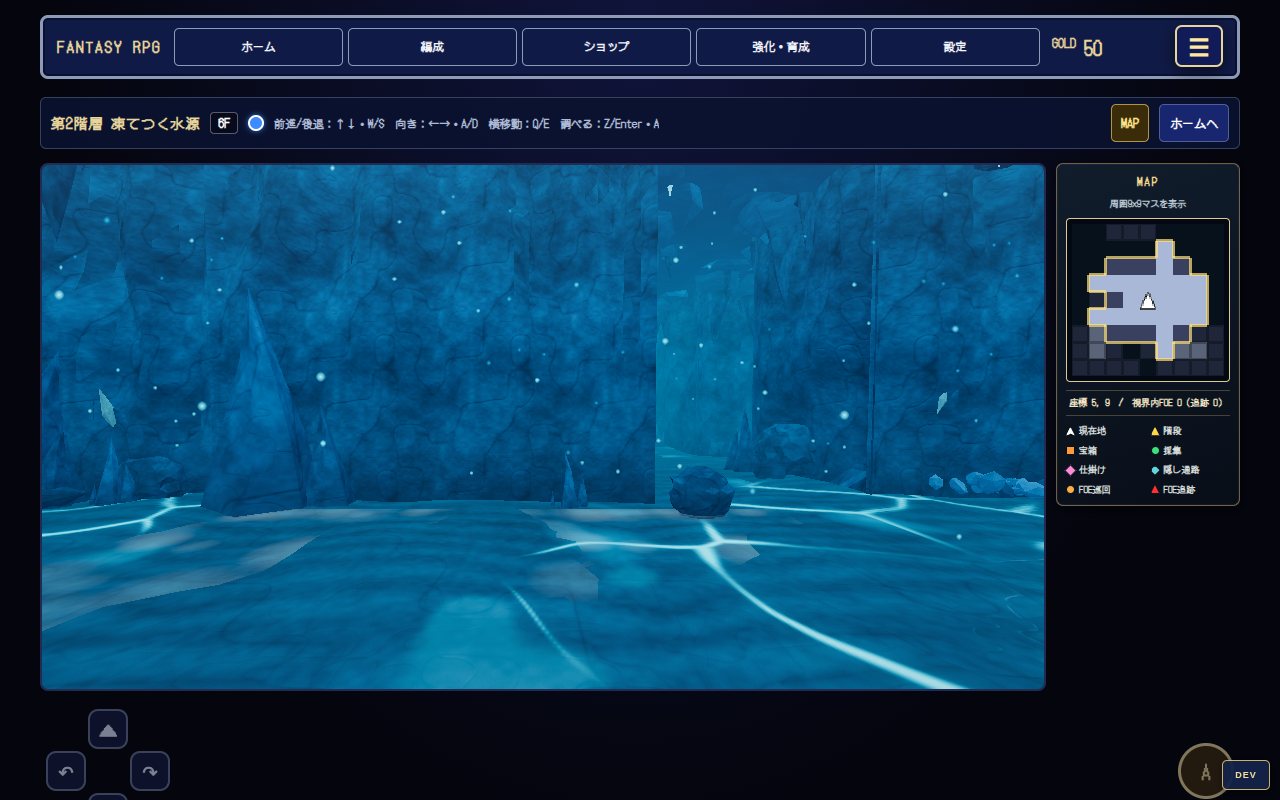 FANTASY RPG
ホーム
編成
ショップ
強化・育成
設定
GOLD 50
第2階層 凍てつく水源
6F
前進/後退：↑↓・W/S 向き：←→・A/D 横移動：Q/E 調べる：Z/Enter・A
MAP
ホームへ
MAP
周囲9x9マスを表示
座標 5, 9 / 視界内FOE 0（追跡 0）
現在地
階段
宝箱
採集
仕掛け
隠し通路
FOE巡回
FOE追跡
A
DEV